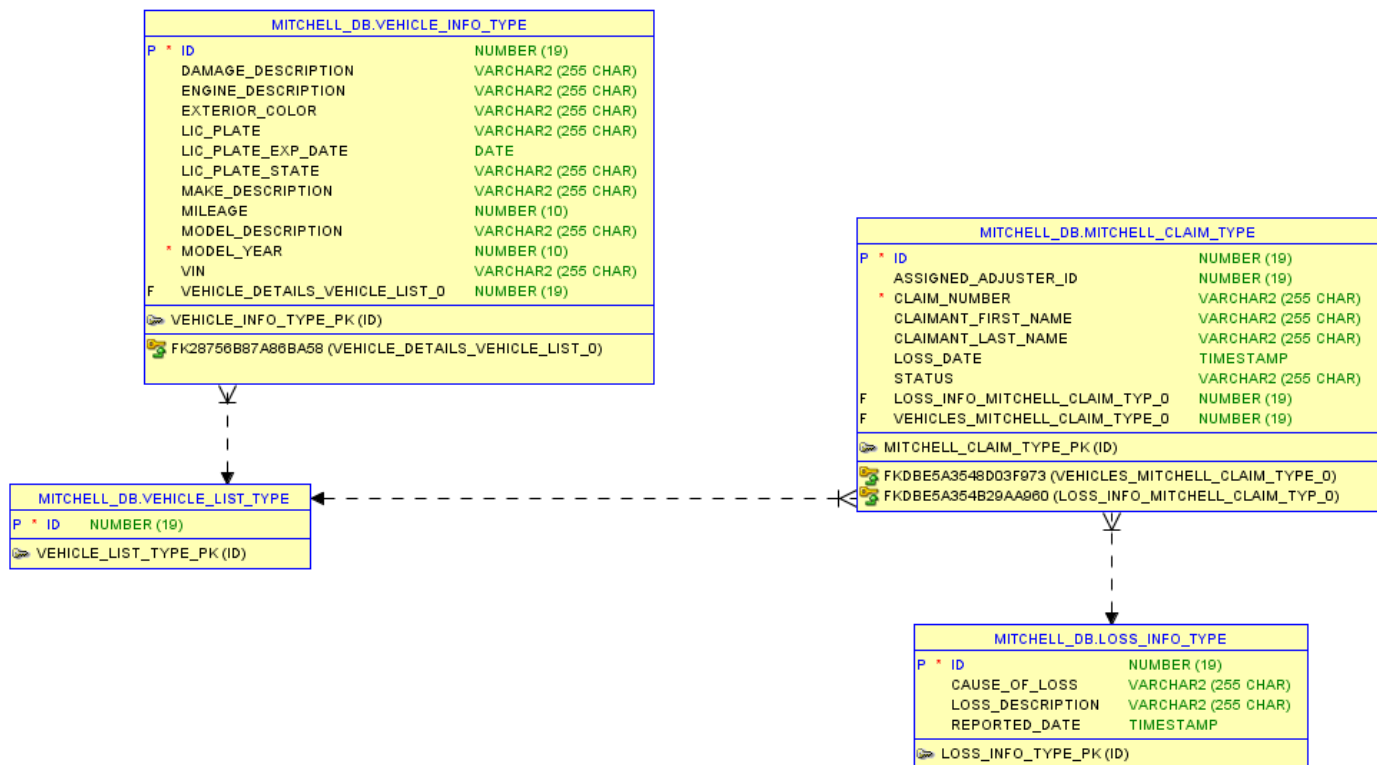 MITCHELL_DB.VEHICLE_INFO_TYPE
P * ID NUMBER (19)
DAMAGE_DESCRIPTION VARCHAR2 (255 CHAR)
ENGINE_DESCRIPTION VARCHAR2 (255 CHAR)
EXTERIOR_COLOR VARCHAR2 (255 CHAR)
LIC_PLATE VARCHAR2 (255 CHAR)
LIC_PLATE_EXP_DATE DATE
LIC_PLATE_STATE VARCHAR2 (255 CHAR)
MAKE_DESCRIPTION VARCHAR2 (255 CHAR)
MILEAGE NUMBER (10)
MODEL_DESCRIPTION VARCHAR2 (255 CHAR)
* MODEL_YEAR NUMBER (10)
VIN VARCHAR2 (255 CHAR)
F VEHICLE_DETAILS_VEHICLE_LIST_0 NUMBER (19)
VEHICLE_INFO_TYPE_PK (ID)
FK28756B87A86BA58 (VEHICLE_DETAILS_VEHICLE_LIST_0)
MITCHELL_DB.MITCHELL_CLAIM_TYPE
P * ID NUMBER (19)
ASSIGNED_ADJUSTER_ID NUMBER (19)
* CLAIM_NUMBER VARCHAR2 (255 CHAR)
CLAIMANT_FIRST_NAME VARCHAR2 (255 CHAR)
CLAIMANT_LAST_NAME VARCHAR2 (255 CHAR)
LOSS_DATE TIMESTAMP
STATUS VARCHAR2 (255 CHAR)
F LOSS_INFO_MITCHELL_CLAIM_TYP_0 NUMBER (19)
F VEHICLES_MITCHELL_CLAIM_TYPE_0 NUMBER (19)
MITCHELL_CLAIM_TYPE_PK (ID)
FKDBE5A3548D03F973 (VEHICLES_MITCHELL_CLAIM_TYPE_0)
FKDBE5A354B29AA960 (LOSS_INFO_MITCHELL_CLAIM_TYP_0)
MITCHELL_DB.VEHICLE_LIST_TYPE
P * ID NUMBER (19)
VEHICLE_LIST_TYPE_PK (ID)
MITCHELL_DB.LOSS_INFO_TYPE
P * ID NUMBER (19)
CAUSE_OF_LOSS VARCHAR2 (255 CHAR)
LOSS_DESCRIPTION VARCHAR2 (255 CHAR)
REPORTED_DATE TIMESTAMP
LOSS_INFO_TYPE_PK (ID)